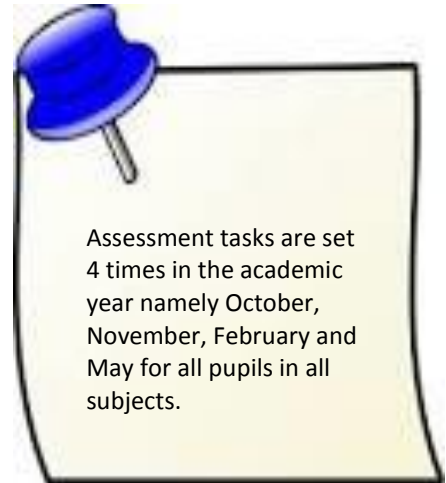 Assessment tasks are set
4 times in the academic
year namely October,
November, February and
May for all pupils in all
subjects.